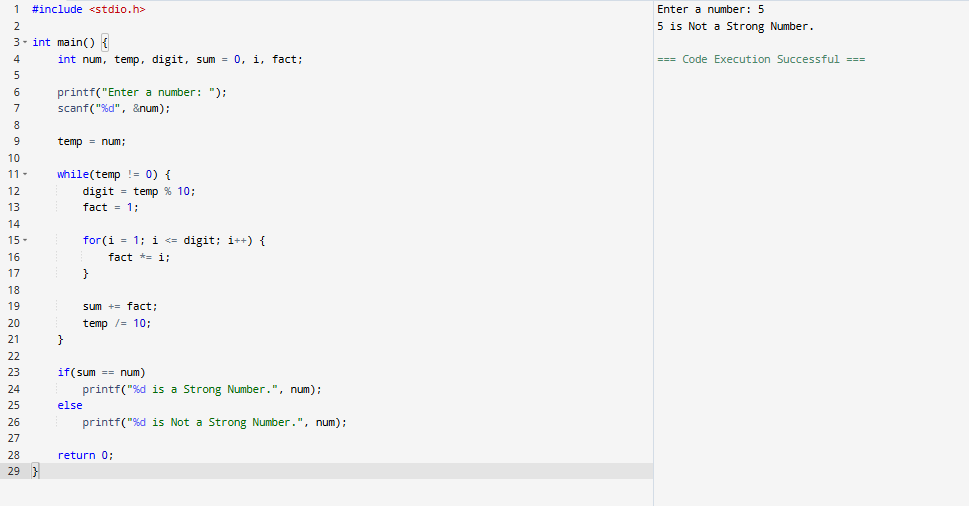 1 #include <stdio.h>
2
3 int main() {
4     int num, temp, digit, sum = 0, i, fact;
5
6     printf("Enter a number: ");
7     scanf("%d", &num);
8
9     temp = num;
10
11     while(temp != 0) {
12         digit = temp % 10;
13         fact = 1;
14
15         for(i = 1; i <= digit; i++) {
16             fact *= i;
17         }
18
19         sum += fact;
20         temp /= 10;
21     }
22
23     if(sum == num)
24         printf("%d is a Strong Number.", num);
25     else
26         printf("%d is Not a Strong Number.", num);
27
28     return 0;
29 }
Enter a number: 5
5 is Not a Strong Number.
=== Code Execution Successful ===